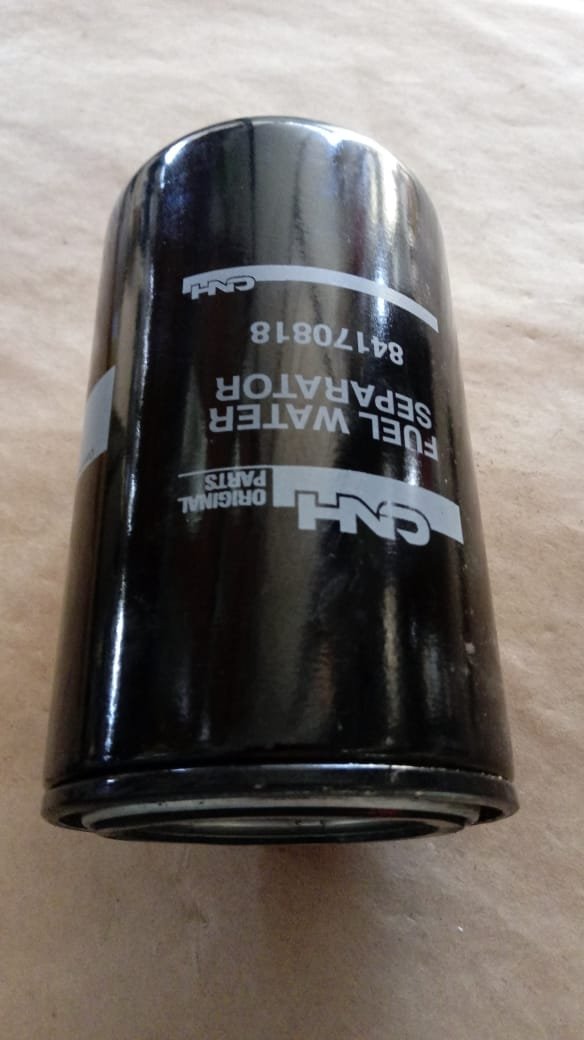 CNH
ORIGINAL
PARTS
FUEL WATER
SEPARATOR
84170818
CNH